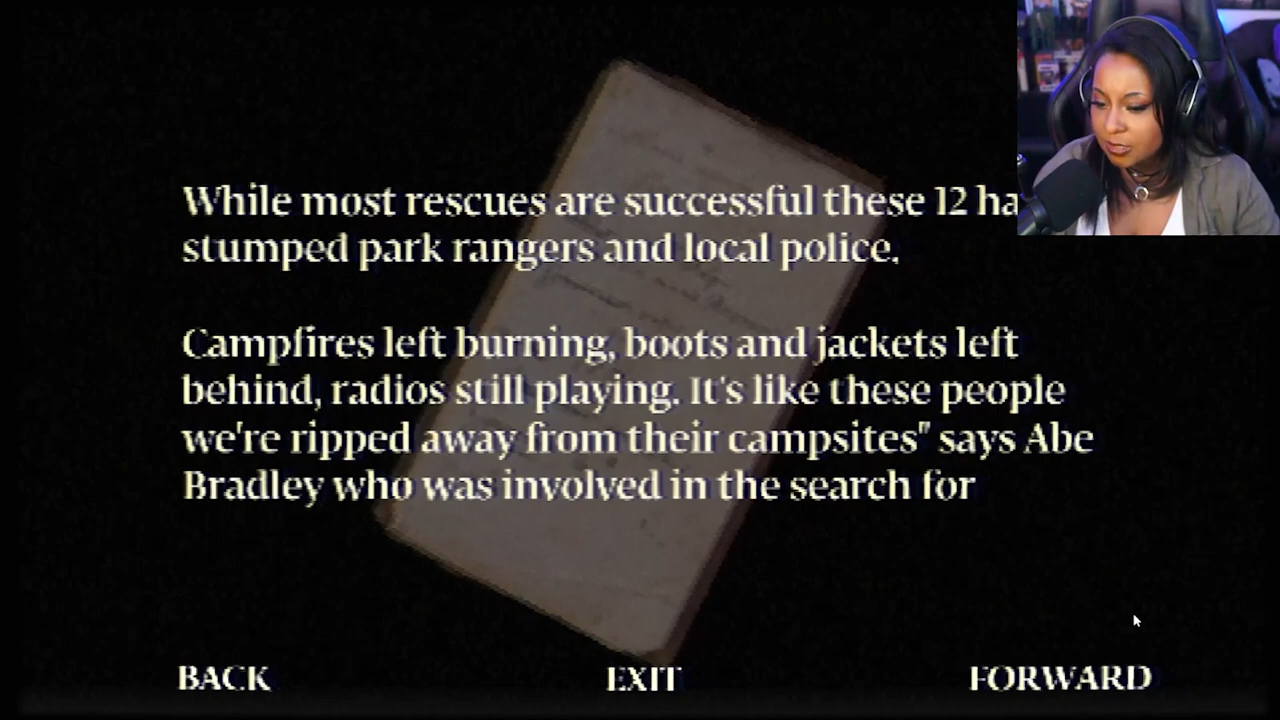 While most rescues are successful these 12
stumped park rangers and local police.
Campfires left burning, boots and jackets left
behind, radios still playing. It's like these people
we're ripped away from their campsites" says Abe
Bradley who was involved in the search for
BACK EXIT FORWARD